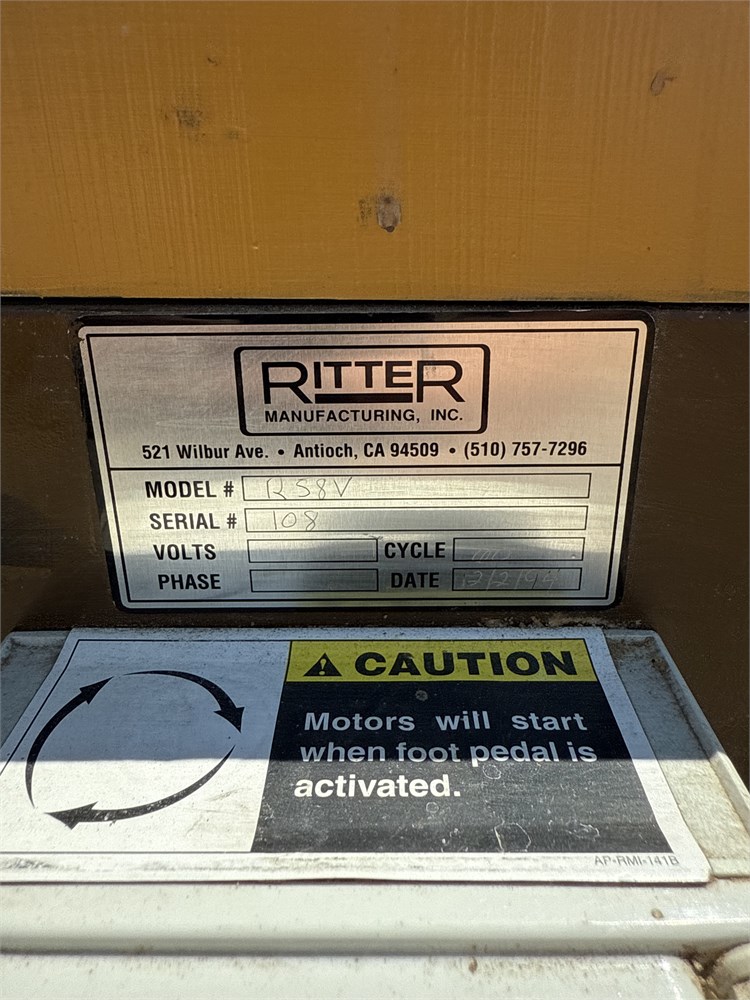 RITTER
MANUFACTURING, INC.
521 Wilbur Ave. • Antioch, CA 94509 • (510) 757-7296
MODEL # R58V
SERIAL # 108
VOLTS CYCLE
PHASE DATE 12/2/94
CAUTION
Motors will start
when foot pedal is
activated.
AP-RMI-141B